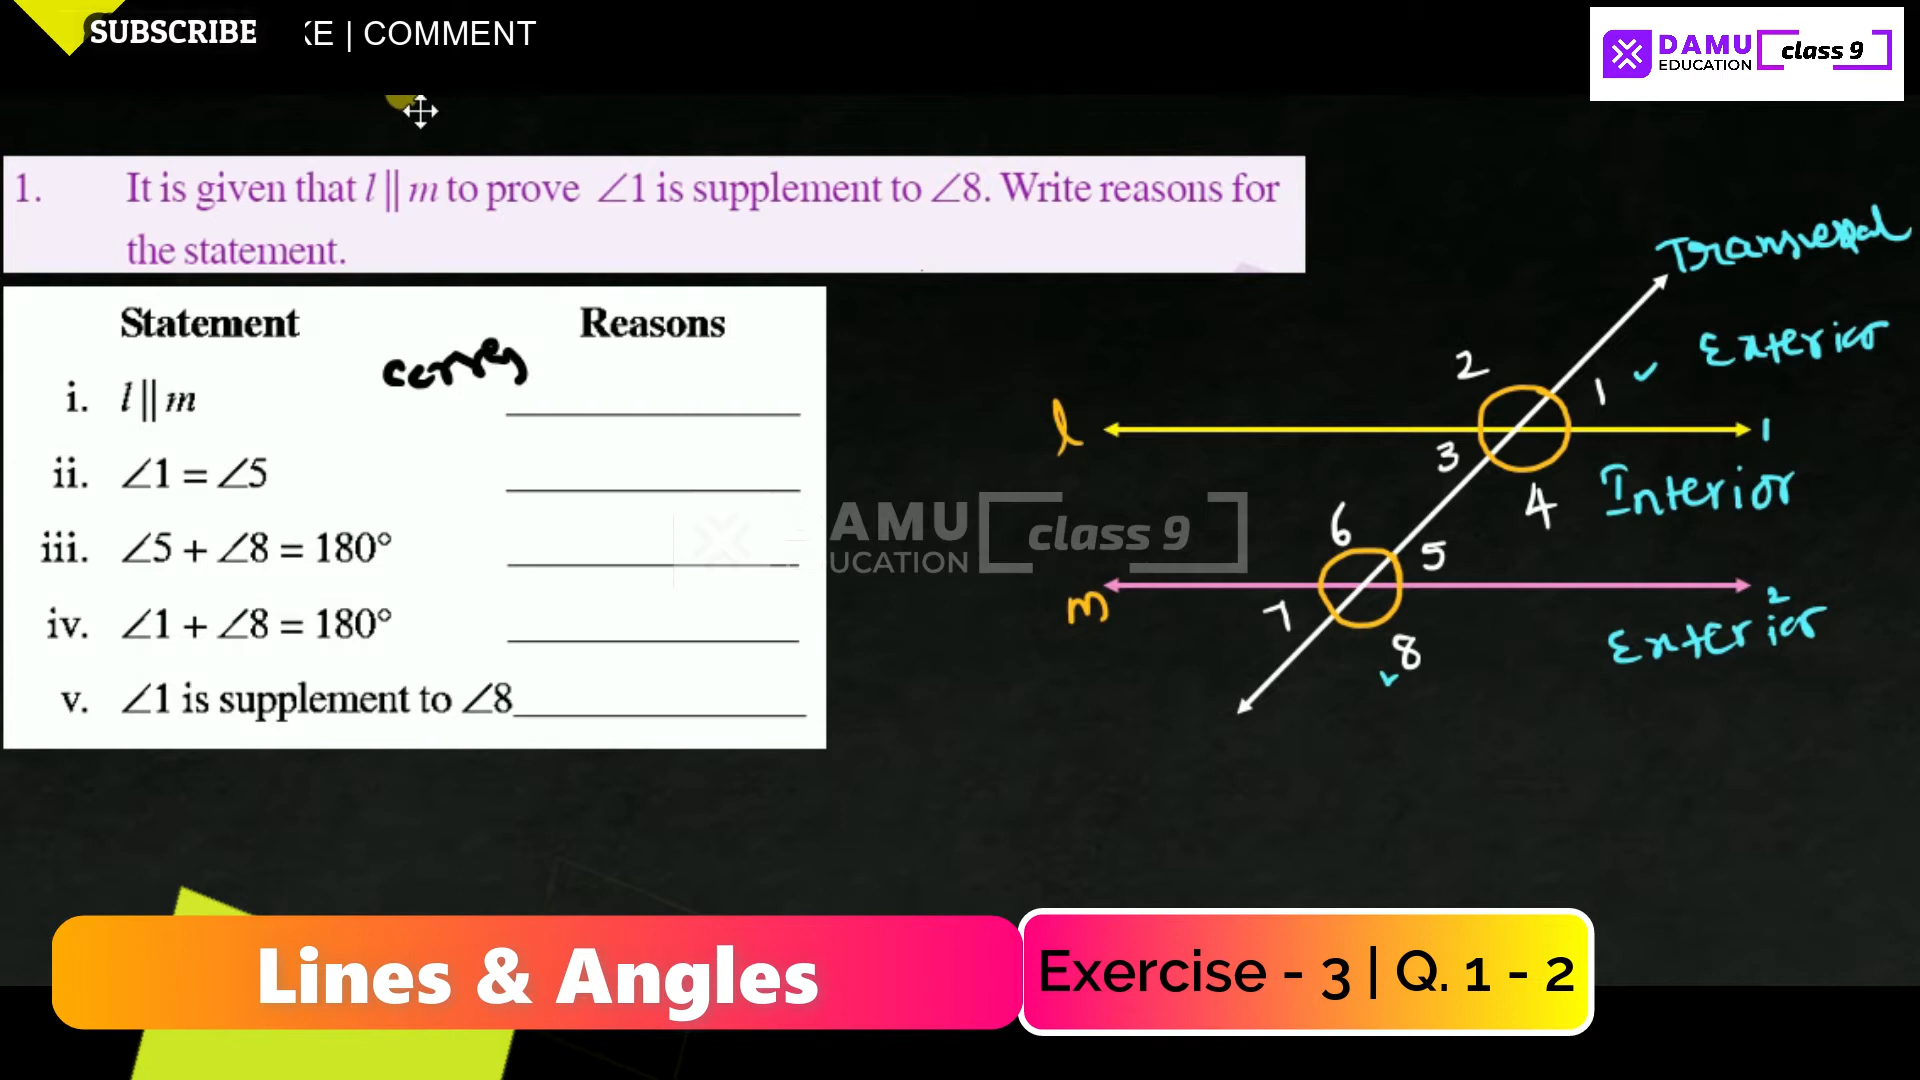 SUBSCRIBE KE | COMMENT
DAMU EDUCATION class 9
1. It is given that l || m to prove ∠1 is supplement to ∠8. Write reasons for
the statement.
Statement Reasons
i. l || m
ii. ∠1 = ∠5
iii. ∠5 + ∠8 = 180°
iv. ∠1 + ∠8 = 180°
v. ∠1 is supplement to ∠8
Exterior
2
1
l
1
3
Interior
4
AMU
UCATION
class 9
6
5
m
2
7
Exterior
8
Lines & Angles
Exercise - 3 | Q. 1 - 2